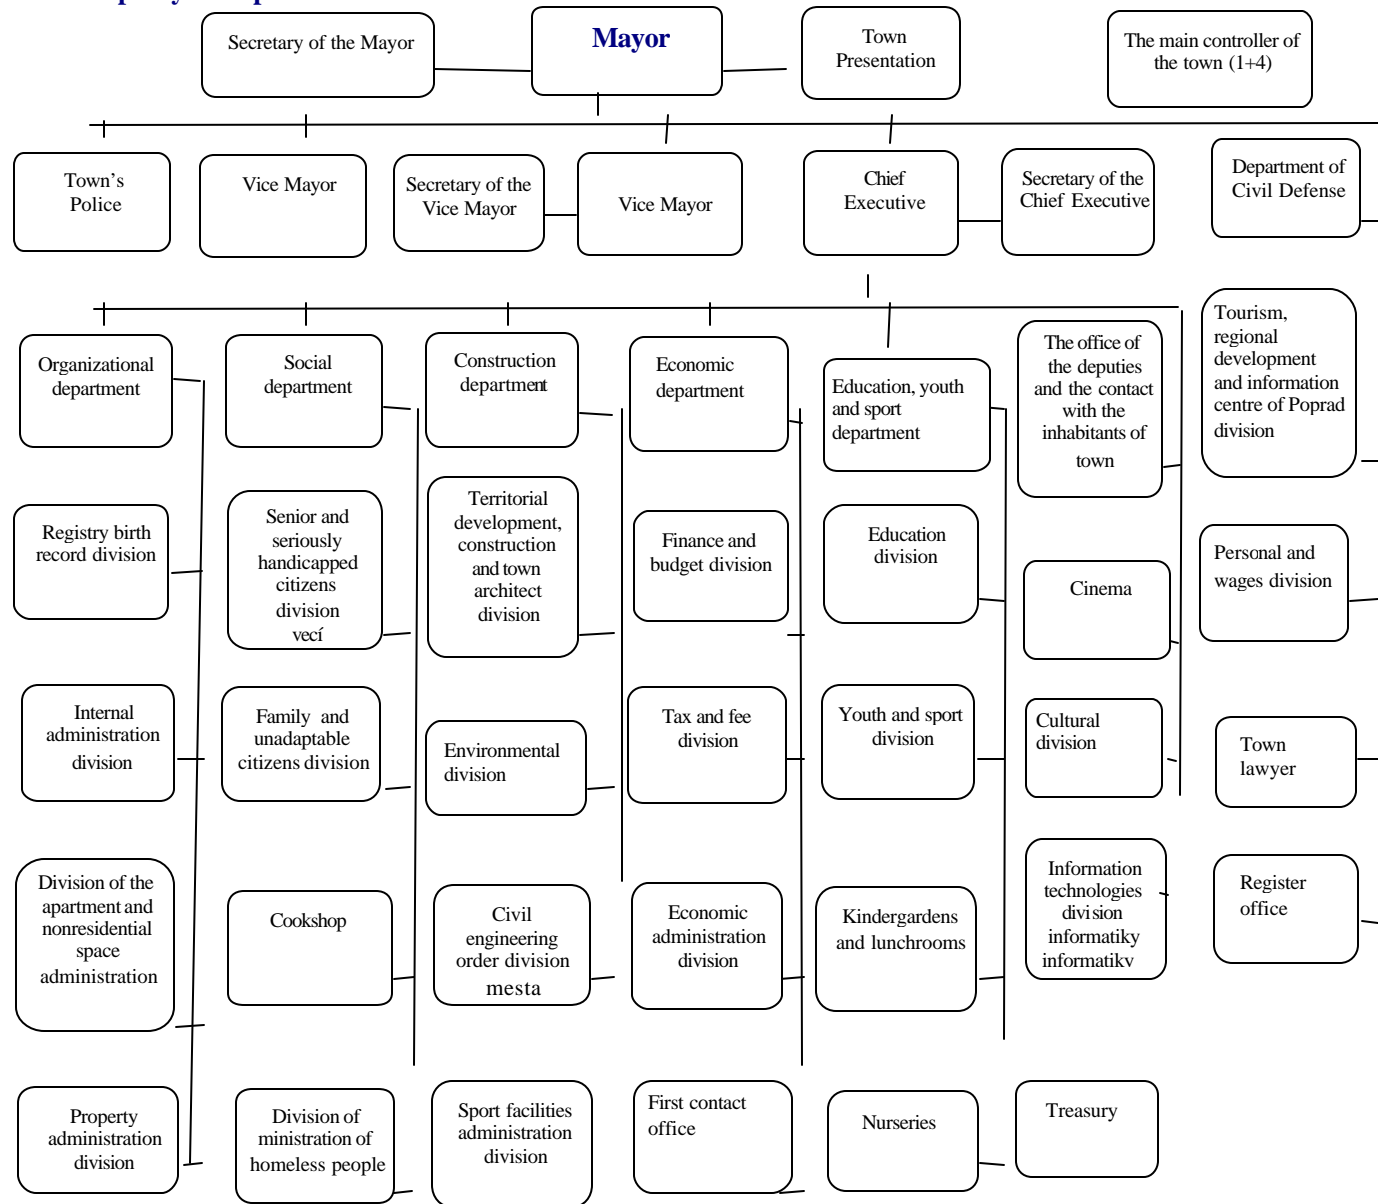 Secretary of the Mayor
Mayor
Town
Presentation
The main controller of
the town (1+4)
Town's
Police
Vice Mayor
Secretary of the
Vice Mayor
Vice Mayor
Chief
Executive
Secretary of the
Chief Executive
Department of
Civil Defense
Organizational
department
Social
department
Construction
department
Economic
department
Education, youth
and sport
department
The office of
the deputies
and the contact
with the
inhabitants of
town
Tourism,
regional
development
and information
centre of Poprad
division
Registry birth
record division
Senior and
seriously
handicapped
citizens
division
vecí
Territorial
development,
construction
and town
architect
division
Finance and
budget division
Education
division
Cinema
Personal and
wages division
Internal
administration
division
Family and
unadaptable
citizens division
Environmental
division
Tax and fee
division
Youth and sport
division
Cultural
division
Town
lawyer
Division of the
apartment and
nonresidential
space
administration
Cookshop
Civil
engineering
order division
mesta
Economic
administration
division
Kindergardens
and lunchrooms
Information
technologies
division
informatiky
informatikv
Register
office
Property
administration
division
Division of
ministration of
homeless people
Sport facilities
administration
division
First contact
office
Nurseries
Treasury